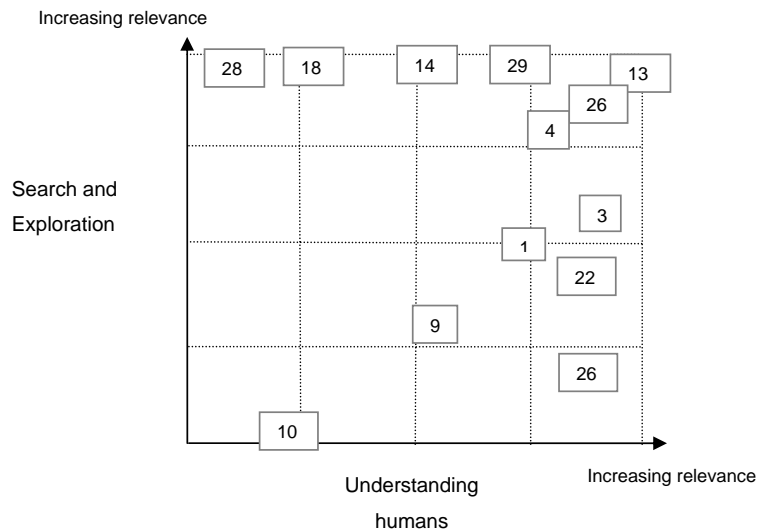 Increasing relevance
28
18
14
29
13
26
4
Search and
Exploration
3
1
22
9
26
10
Increasing relevance
Understanding
humans